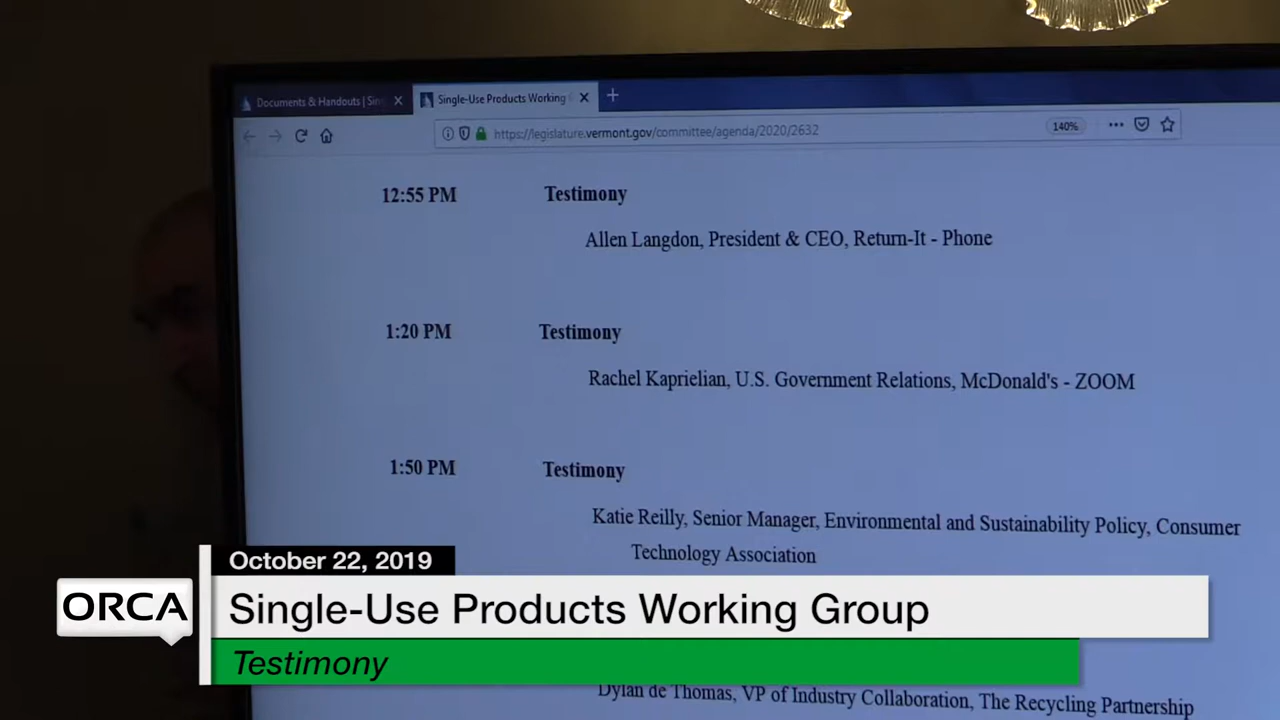 Documents & Handouts | Sin
Single-Use Products Working
https://legislature.vermont.gov/committee/agenda/2020/2632
140%
12:55 PM Testimony
Allen Langdon, President & CEO, Return-It - Phone
1:20 PM Testimony
Rachel Kaprielian, U.S. Government Relations, McDonald's - ZOOM
1:50 PM Testimony
Katie Reilly, Senior Manager, Environmental and Sustainability Policy, Consumer
Technology Association
October 22, 2019
ORCA
Single-Use Products Working Group
Testimony
Dylan de Thomas, VP of Industry Collaboration, The Recycling Partnership